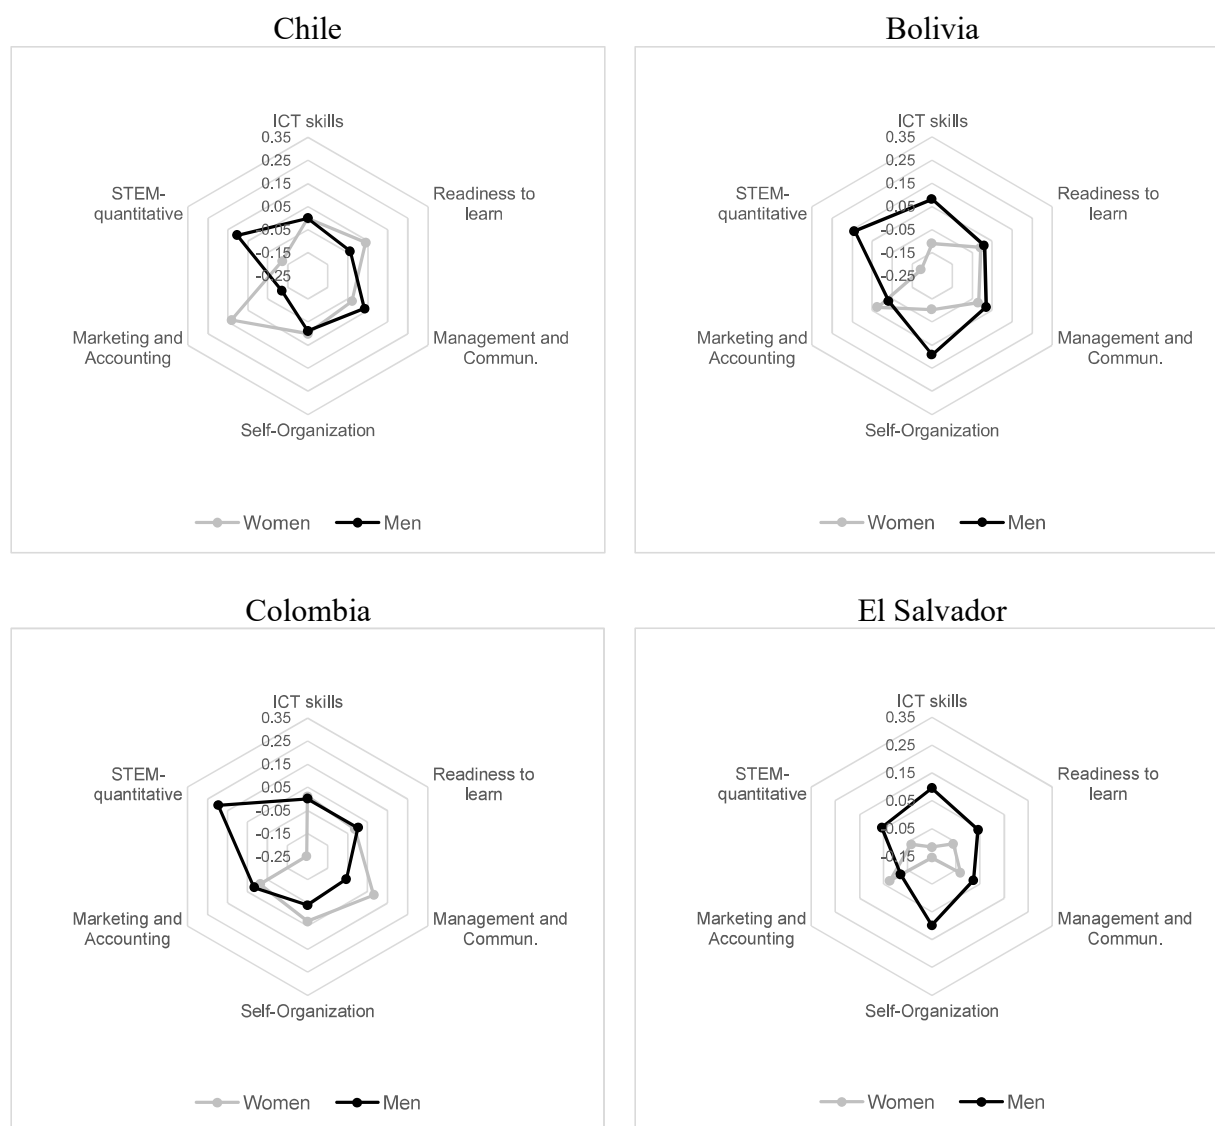 Chile
ICT skills
0.35
0.25
0.15
0.05
-0.05
-0.15
-0.25
STEM-
quantitative
Readiness to
learn
Marketing and
Accounting
Management and
Commun.
Self-Organization
Women
Men
Bolivia
ICT skills
0.35
0.25
0.15
0.05
-0.05
-0.15
-0.25
STEM-
quantitative
Readiness to
learn
Marketing and
Accounting
Management and
Commun.
Self-Organization
Women
Men
Colombia
ICT skills
0.35
0.25
0.15
0.05
-0.05
-0.15
-0.25
STEM-
quantitative
Readiness to
learn
Marketing and
Accounting
Management and
Commun.
Self-Organization
Women
Men
El Salvador
ICT skills
0.35
0.25
0.15
0.05
-0.05
-0.15
STEM-
quantitative
Readiness to
learn
Marketing and
Accounting
Management and
Commun.
Self-Organization
Women
Men